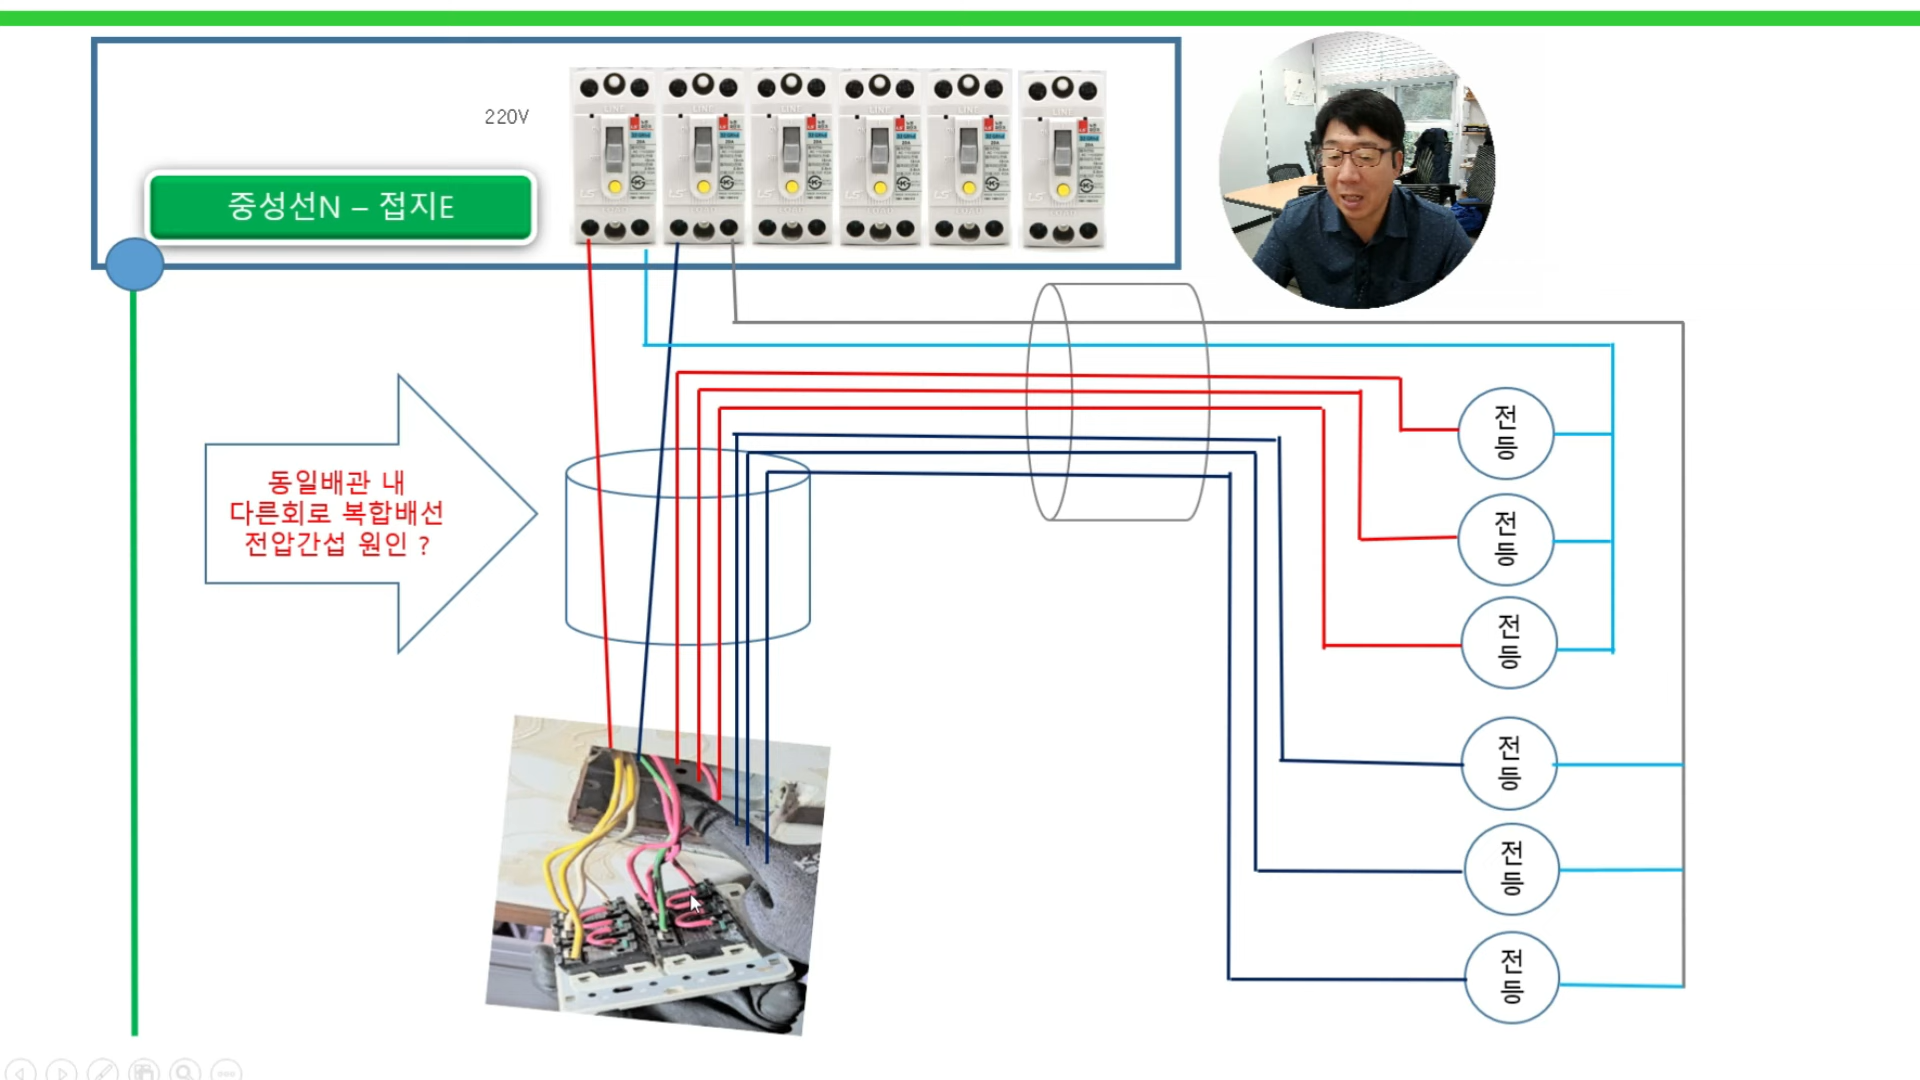 220V
중성선N – 접지E
동일배관 내
다른회로 복합배선
전압간섭 원인 ?
전
등
전
등
전
등
전
등
전
등
전
등